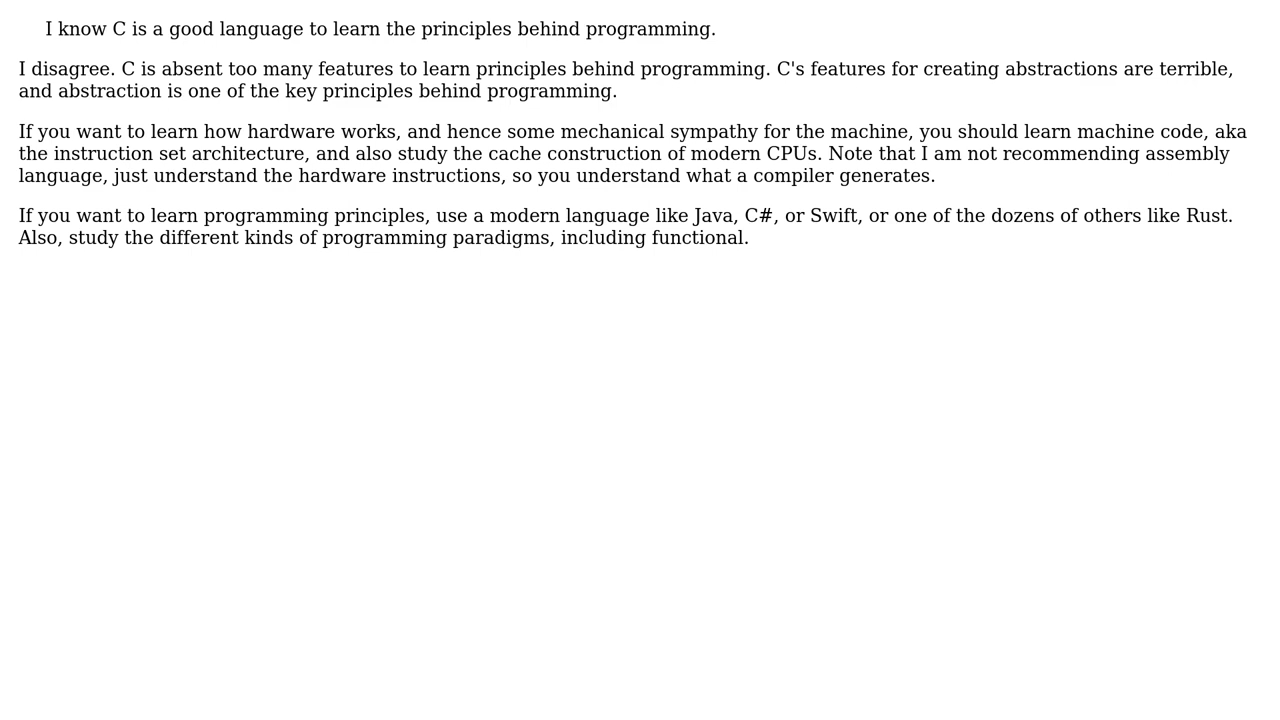 I know C is a good language to learn the principles behind programming.
I disagree. C is absent too many features to learn principles behind programming. C's features for creating abstractions are terrible,
and abstraction is one of the key principles behind programming.
If you want to learn how hardware works, and hence some mechanical sympathy for the machine, you should learn machine code, aka
the instruction set architecture, and also study the cache construction of modern CPUs. Note that I am not recommending assembly
language, just understand the hardware instructions, so you understand what a compiler generates.
If you want to learn programming principles, use a modern language like Java, C#, or Swift, or one of the dozens of others like Rust.
Also, study the different kinds of programming paradigms, including functional.